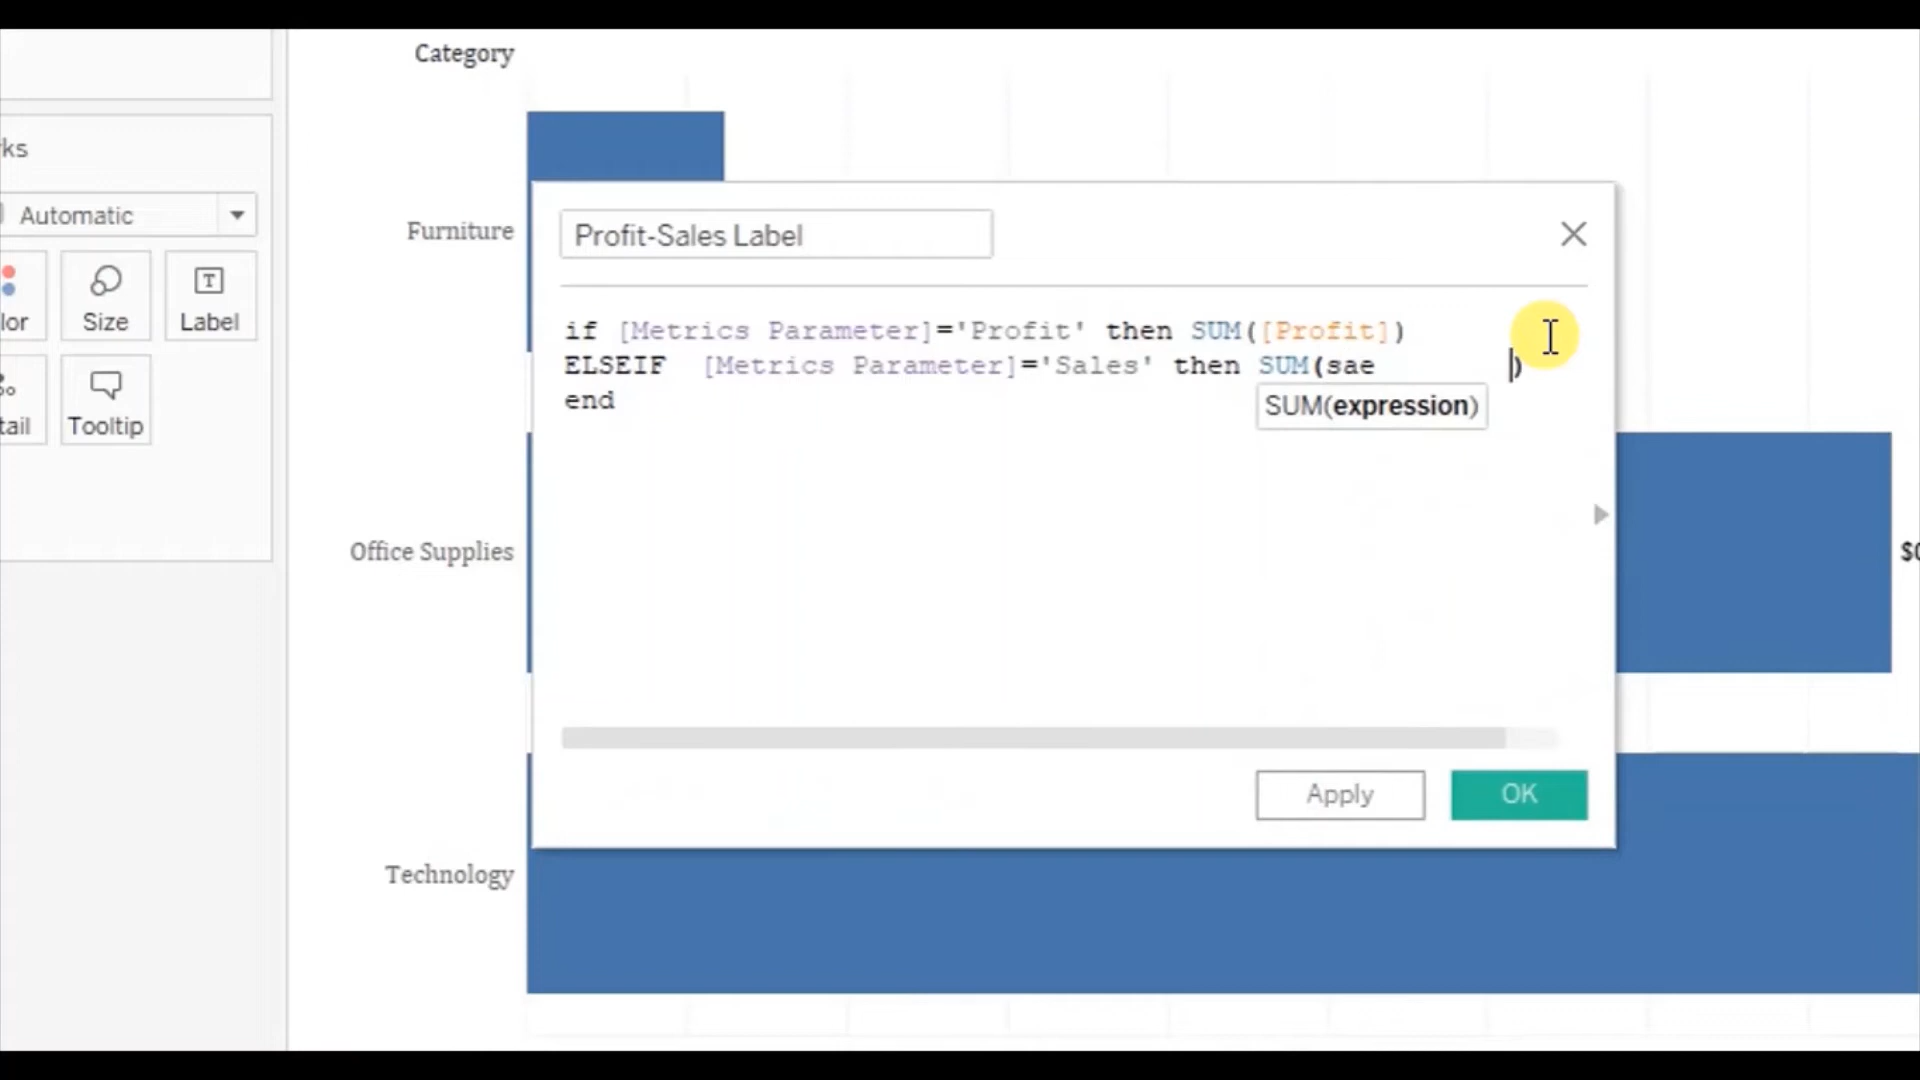 Category
ks
Automatic
lor
Size
Label
tail
Tooltip
Furniture
Office Supplies
Technology
Profit-Sales Label
if [Metrics Parameter]='Profit' then SUM([Profit])
ELSEIF [Metrics Parameter]='Sales' then SUM(sae )
end
SUM(expression)
Apply
OK